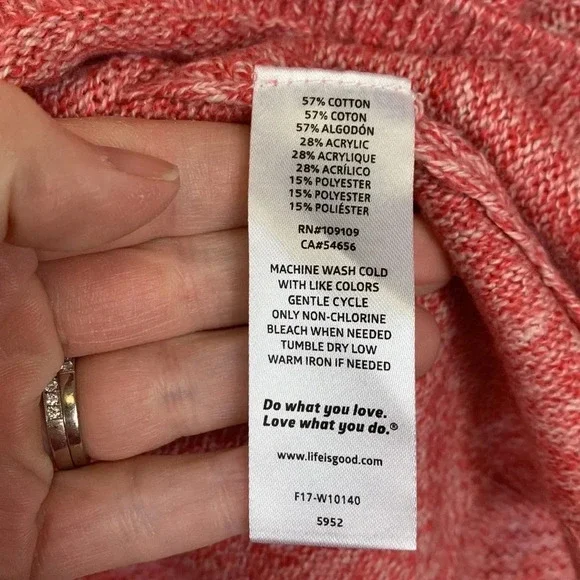 57% COTTON
57% COTON
57% ALGODÓN
28% ACRYLIC
28% ACRYLIQUE
28% ACRÍLICO
15% POLYESTER
15% POLYESTER
15% POLIÉSTER
RN#109109
CA#54656
MACHINE WASH COLD
WITH LIKE COLORS
GENTLE CYCLE
ONLY NON-CHLORINE
BLEACH WHEN NEEDED
TUMBLE DRY LOW
WARM IRON IF NEEDED
Do what you love.
Love what you do.®
www.lifeisgood.com
F17-W10140
5952